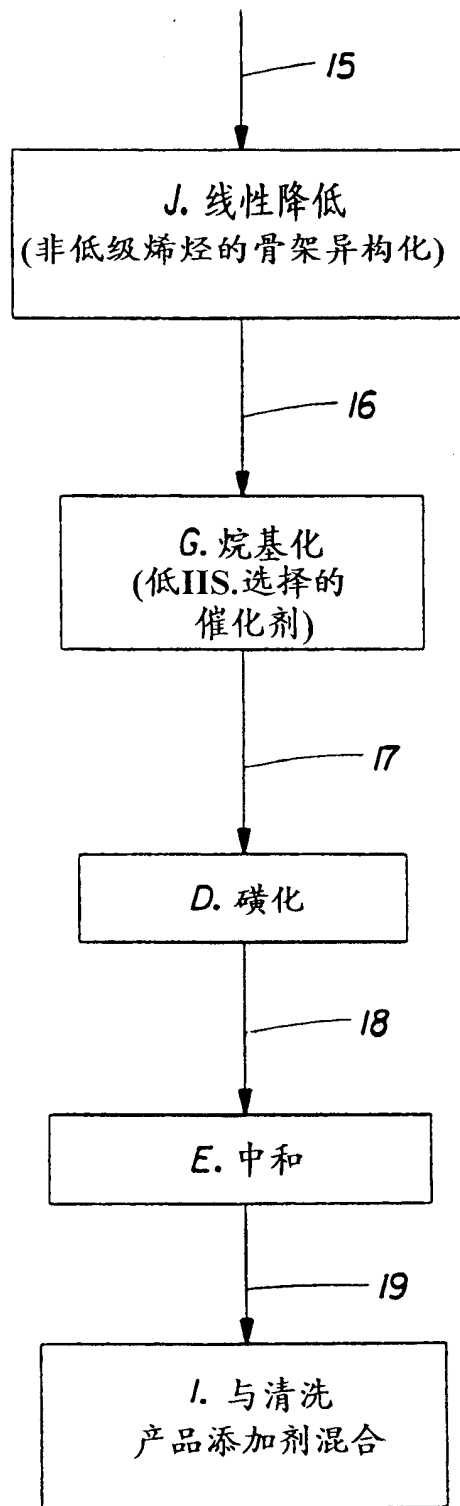 15
J. 线性降低
(非低级烯烃的骨架异构化)
16
G. 烷基化
(低IIS.选择的
催化剂)
17
D. 磺化
18
E. 中和
19
I. 与清洗
产品添加剂混合